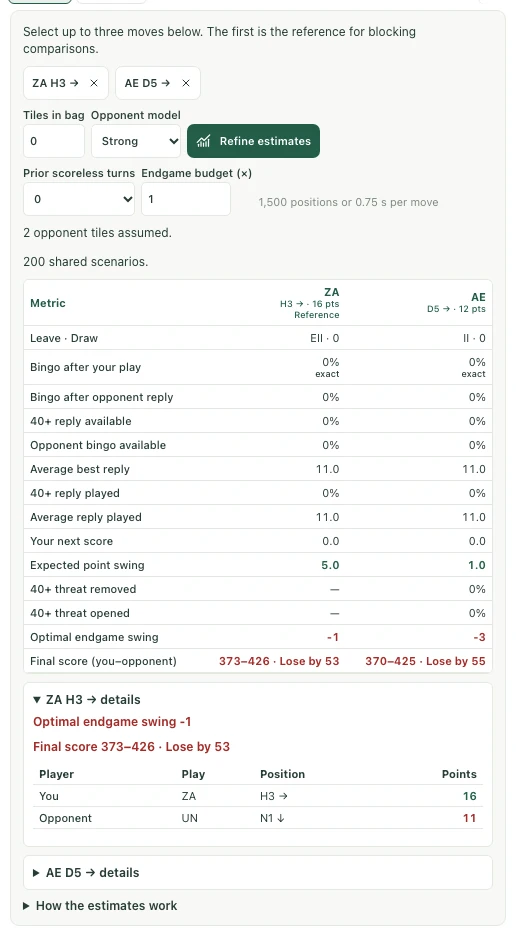 Select up to three moves below. The first is the reference for blocking
comparisons.
ZA H3 → × AE D5 → ×
Tiles in bag Opponent model
0 Strong Refine estimates
Prior scoreless turns Endgame budget (×)
0 1 1,500 positions or 0.75 s per move
2 opponent tiles assumed.
200 shared scenarios.
Metric ZA AE
H3 → · 16 pts D5 → · 12 pts
Reference
Leave · Draw EII · 0 II · 0
Bingo after your play 0% 0%
exact exact
Bingo after opponent reply 0% 0%
40+ reply available 0% 0%
Opponent bingo available 0% 0%
Average best reply 11.0 11.0
40+ reply played 0% 0%
Average reply played 11.0 11.0
Your next score 0.0 0.0
Expected point swing 5.0 1.0
40+ threat removed — 0%
40+ threat opened — 0%
Optimal endgame swing -1 -3
Final score (you–opponent) 373–426 · Lose by 53 370–425 · Lose by 55
▼ ZA H3 → details
Optimal endgame swing -1
Final score 373–426 · Lose by 53
Player Play Position Points
You ZA H3 → 16
Opponent UN N1 ↓ 11
▶ AE D5 → details
▶ How the estimates work